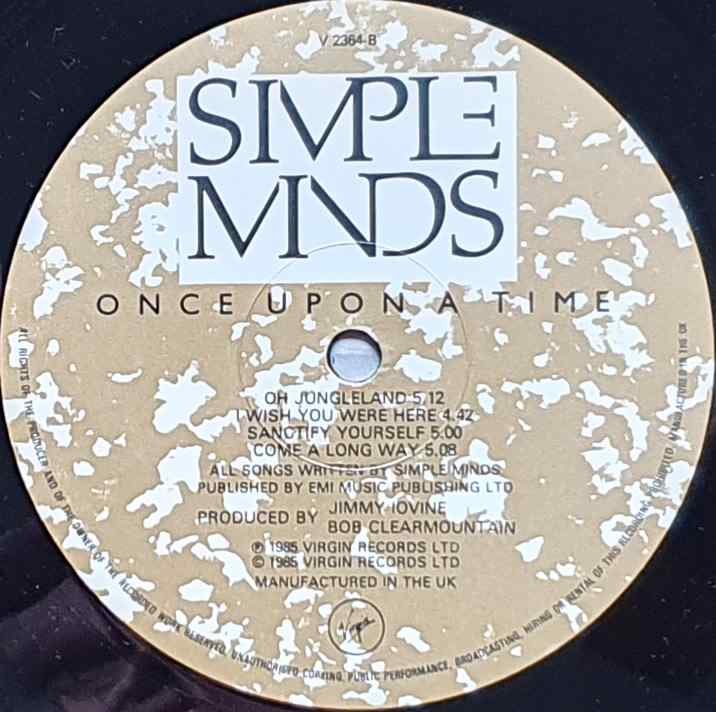 V 2364-B
SIMPLE
MINDS
ONCE UPON A TIME
OH JUNGLELAND 5.12
I WISH YOU WERE HERE 4.42
SANCTIFY YOURSELF 5.00
COME A LONG WAY 5.08
ALL SONGS WRITTEN BY SIMPLE MINDS
PUBLISHED BY EMI MUSIC PUBLISHING LTD
PRODUCED BY JIMMY IOVINE
BOB CLEARMOUNTAIN
℗ 1985 VIRGIN RECORDS LTD
© 1985 VIRGIN RECORDS LTD
MANUFACTURED IN THE UK
Virgin
ALL RIGHTS OF THE PRODUCER AND OF THE OWNER OF THE RECORDED WORK RESERVED. UNAUTHORISED COPYING, PUBLIC PERFORMANCE, BROADCASTING, HIRING OR RENTAL OF THIS RECORDING PROHIBITED. MANUFACTURED IN THE UK